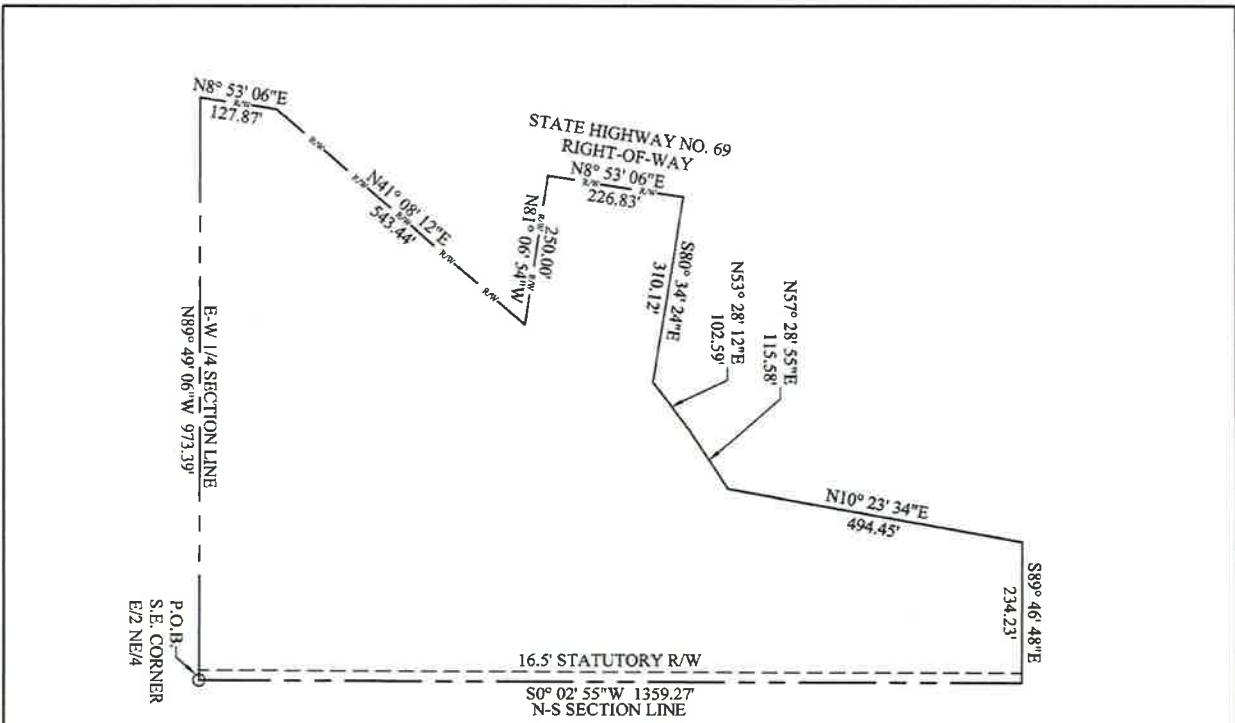 N8° 53' 06"E
R/W
127.87'
R/W
R/W
N41° 08' 12"E
R/W
543.44'
R/W
R/W
STATE HIGHWAY NO. 69
RIGHT-OF-WAY
N8° 53' 06"E
R/W R/W
226.83'
250.00'
R/W R/W
N81° 06' 54"W
S80° 34' 24"E
310.12'
N53° 28' 12"E
102.59'
N57° 28' 55"E
115.58'
N10° 23' 34"E
494.45'
S89° 46' 48"E
234.23'
E-W 1/4 SECTION LINE
N89° 49' 06"W 973.39'
P.O.B.
S.E. CORNER
E/2 NE/4
16.5' STATUTORY R/W
S0° 02' 55"W 1359.27'
N-S SECTION LINE